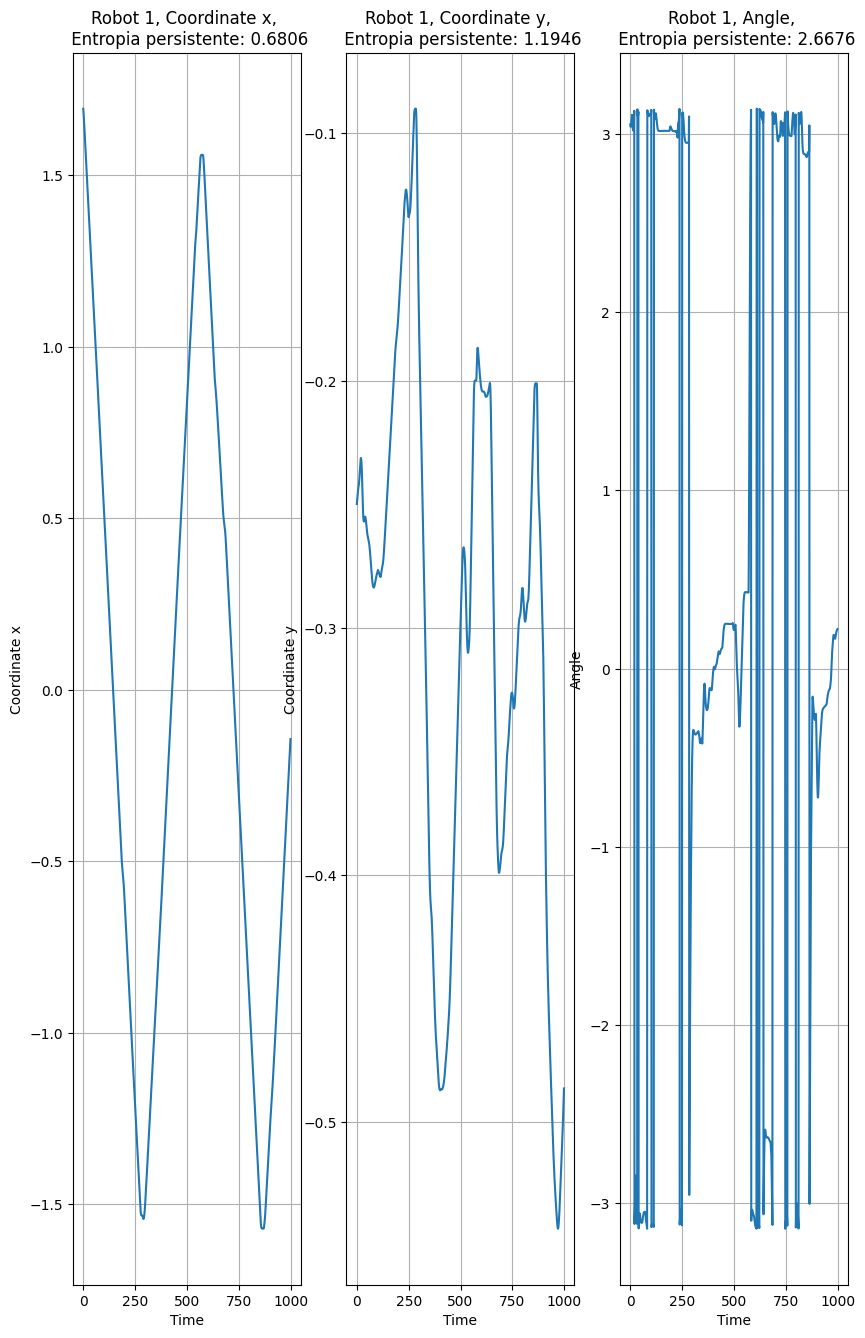 Robot 1, Coordinate x,
Entropia persistente: 0.6806
Coordinate x
1.5
1.0
0.5
0.0
−0.5
−1.0
−1.5
0 250 500 750 1000
Time
Robot 1, Coordinate y,
Entropia persistente: 1.1946
Coordinate y
−0.1
−0.2
−0.3
−0.4
−0.5
0 250 500 750 1000
Time
Robot 1, Angle,
Entropia persistente: 2.6676
Angle
3
2
1
0
−1
−2
−3
0 250 500 750 1000
Time